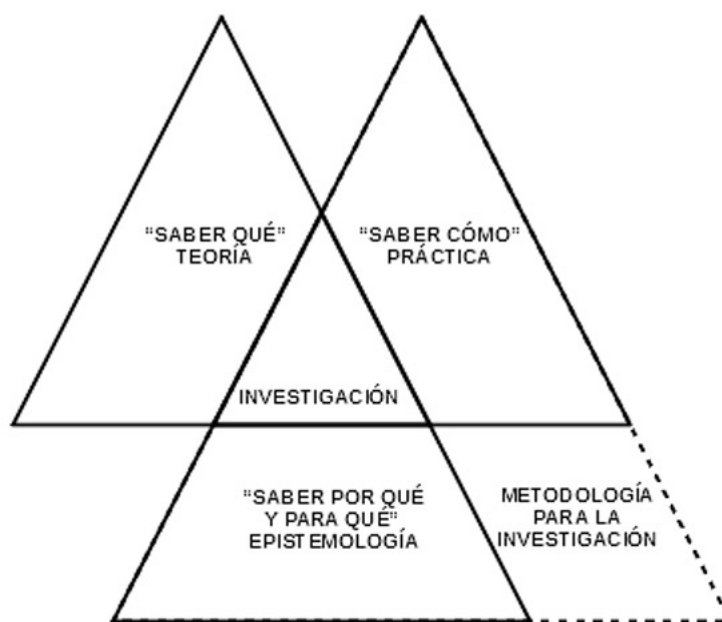 "SABER QUÉ"
TEORÍA
"SABER CÓMO"
PRÁCTICA
INVESTIGACIÓN
"SABER POR QUÉ
Y PARA QUÉ"
EPISTEMOLOGÍA
METODOLOGÍA
PARA LA
INVESTIGACIÓN